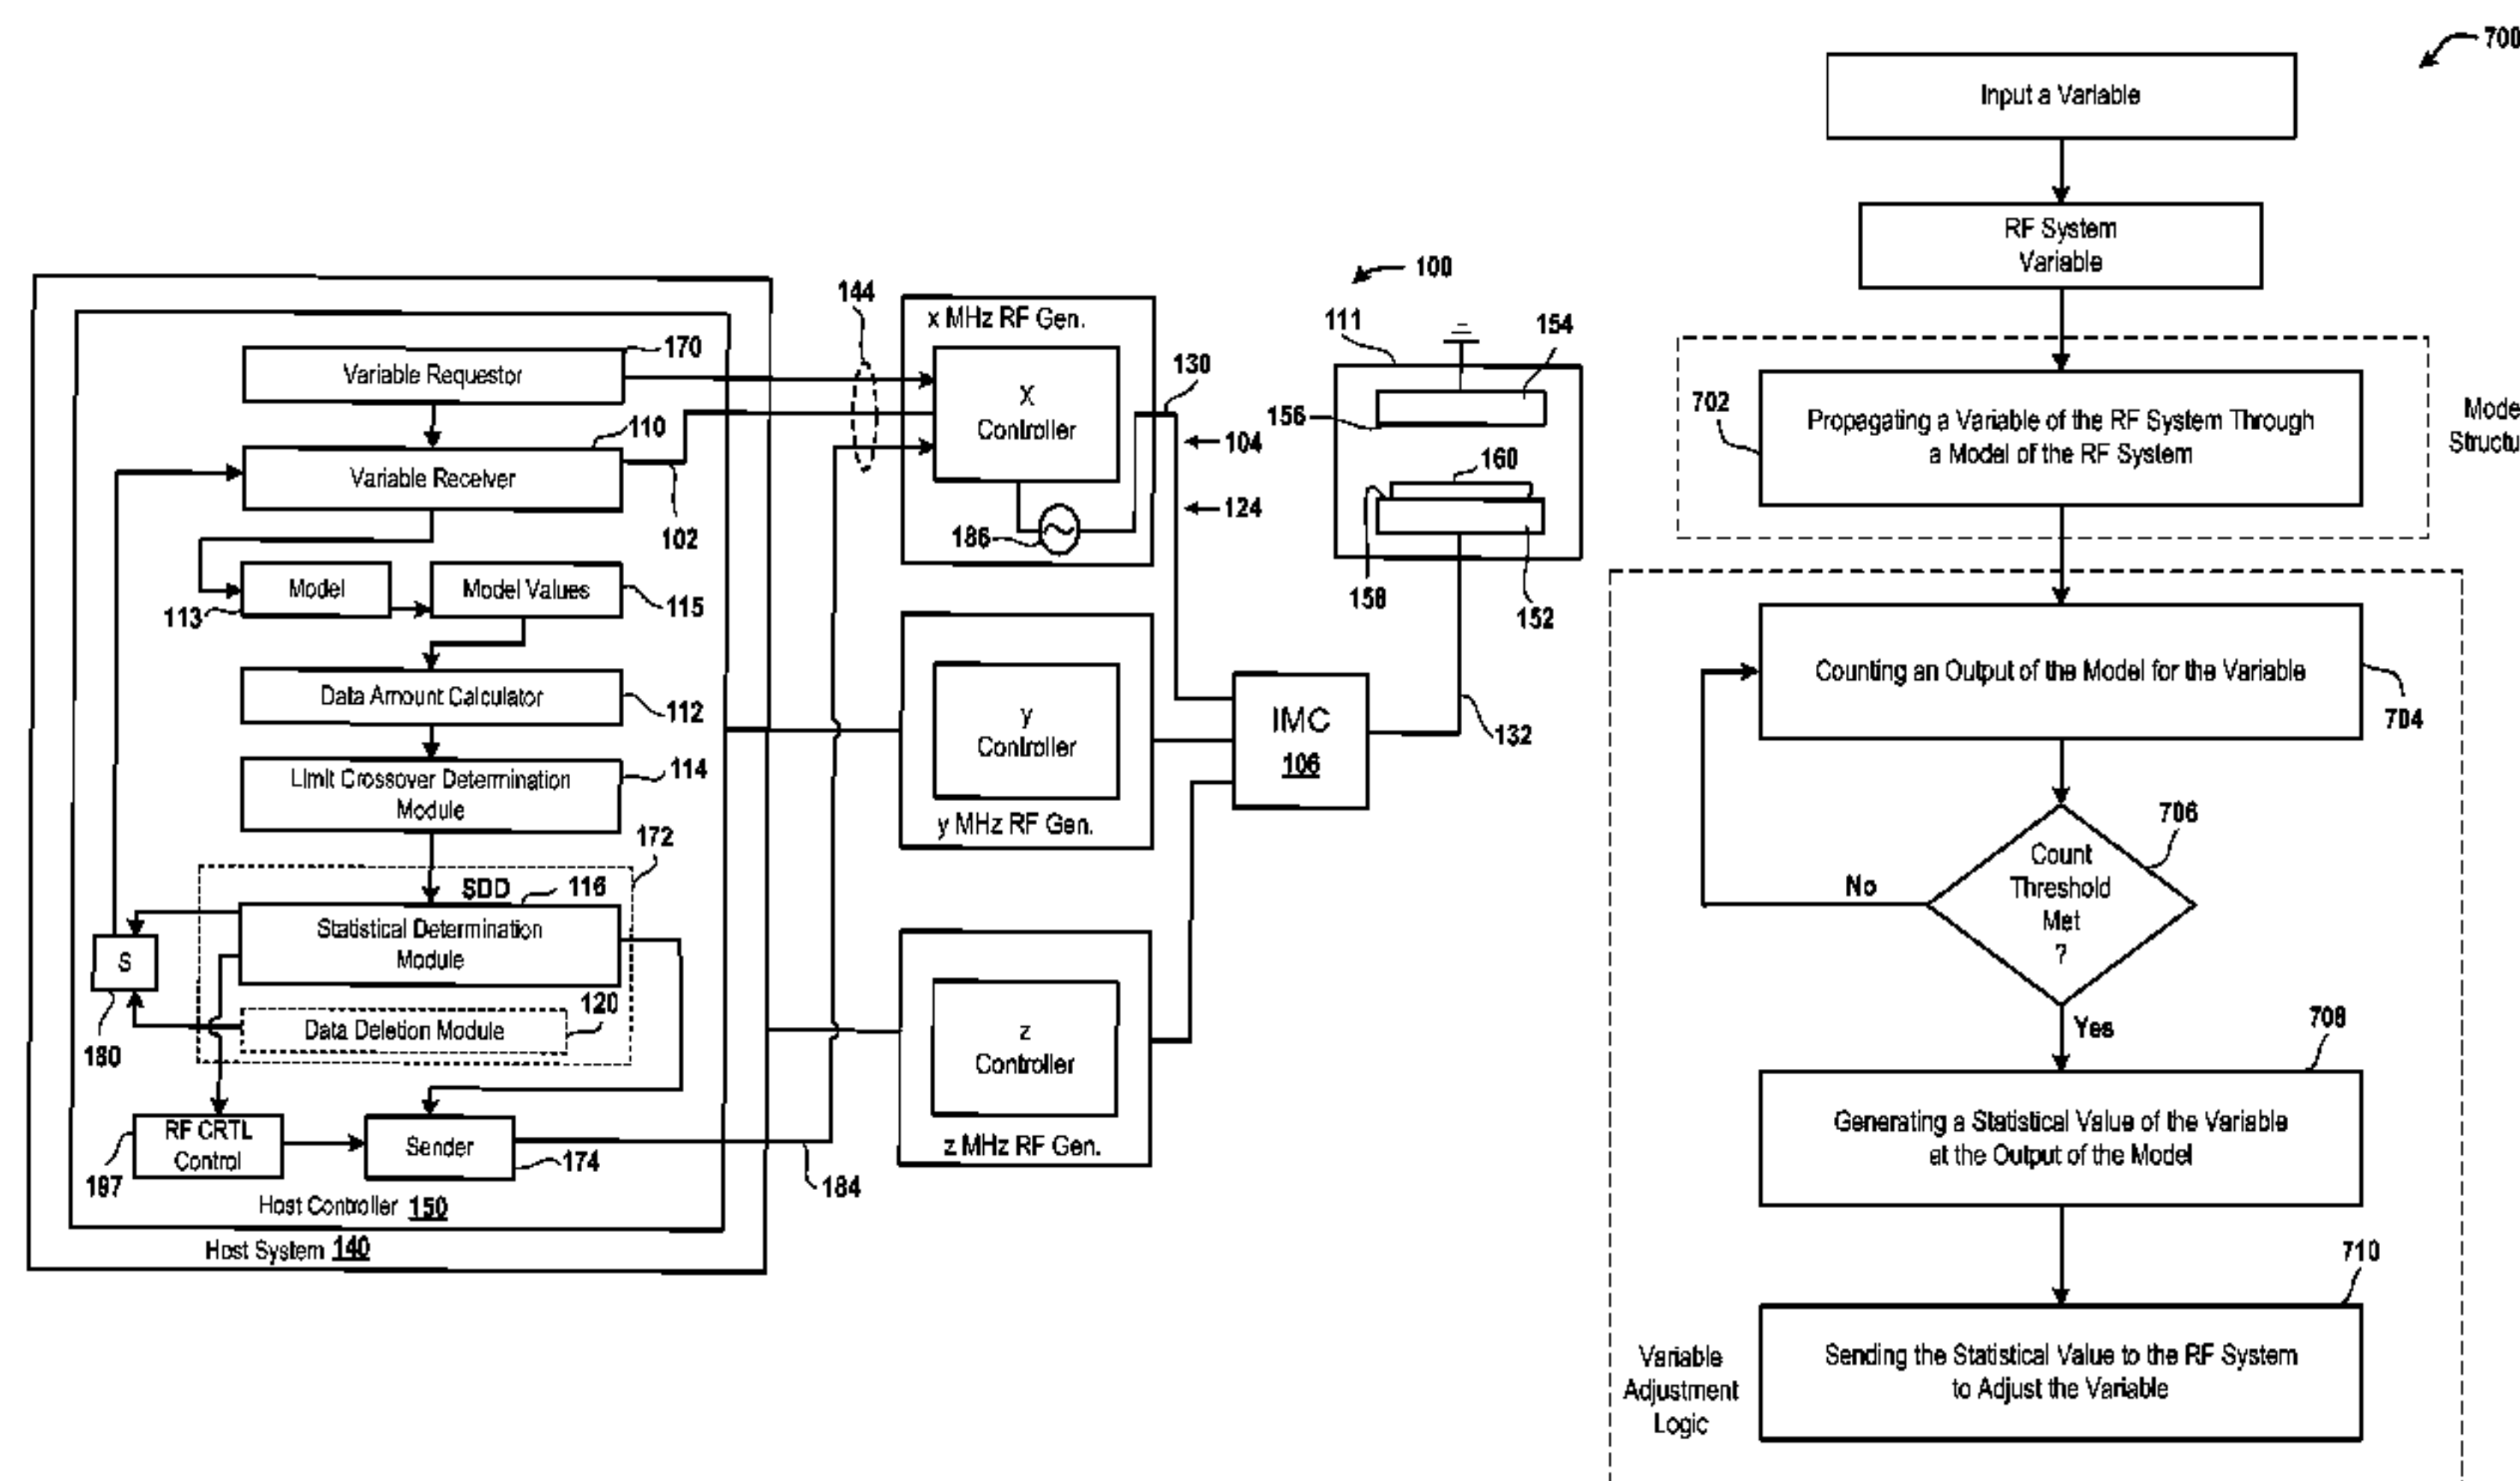 700
Input a Variable
RF System
Variable
702
Propagating a Variable of the RF System Through
a Model of the RF System
Counting an Output of the Model for the Variable
704
706
Count
Threshold
Met
?
No
Yes
708
Generating a Statistical Value of the Variable
at the Output of the Model
710
Sending the Statistical Value to the RF System
to Adjust the Variable
Variable
Adjustment
Logic
100
144
x MHz RF Gen.
X
Controller
130
104
124
186
111
154
156
160
158
152
132
y
Controller
y MHz RF Gen.
IMC
106
z
Controller
z MHz RF Gen.
184
170
Variable Requestor
110
Variable Receiver
102
Model
113
Model Values
115
Data Amount Calculator
112
Limit Crossover Determination
Module
114
172
SDD
116
Statistical Determination
Module
S
180
120
Data Deletion Module
RF CRTL
Control
197
Sender
174
Host Controller 150
Host System 140